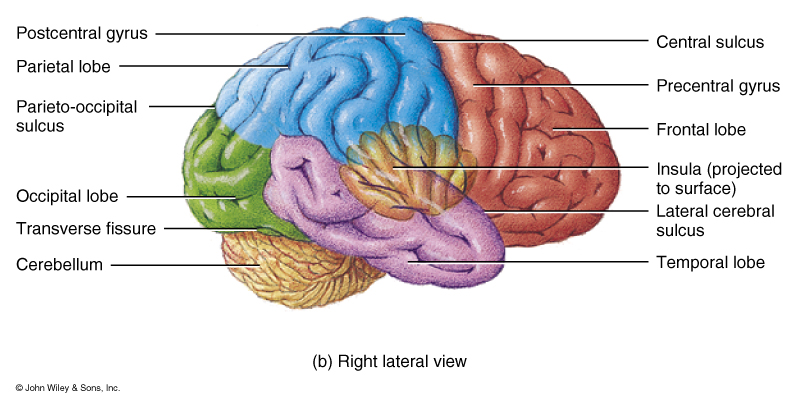 Postcentral gyrus
Parietal lobe
Parieto-occipital
sulcus
Occipital lobe
Transverse fissure
Cerebellum
Central sulcus
Precentral gyrus
Frontal lobe
Insula (projected
to surface)
Lateral cerebral
sulcus
Temporal lobe
(b) Right lateral view
© John Wiley & Sons, Inc.